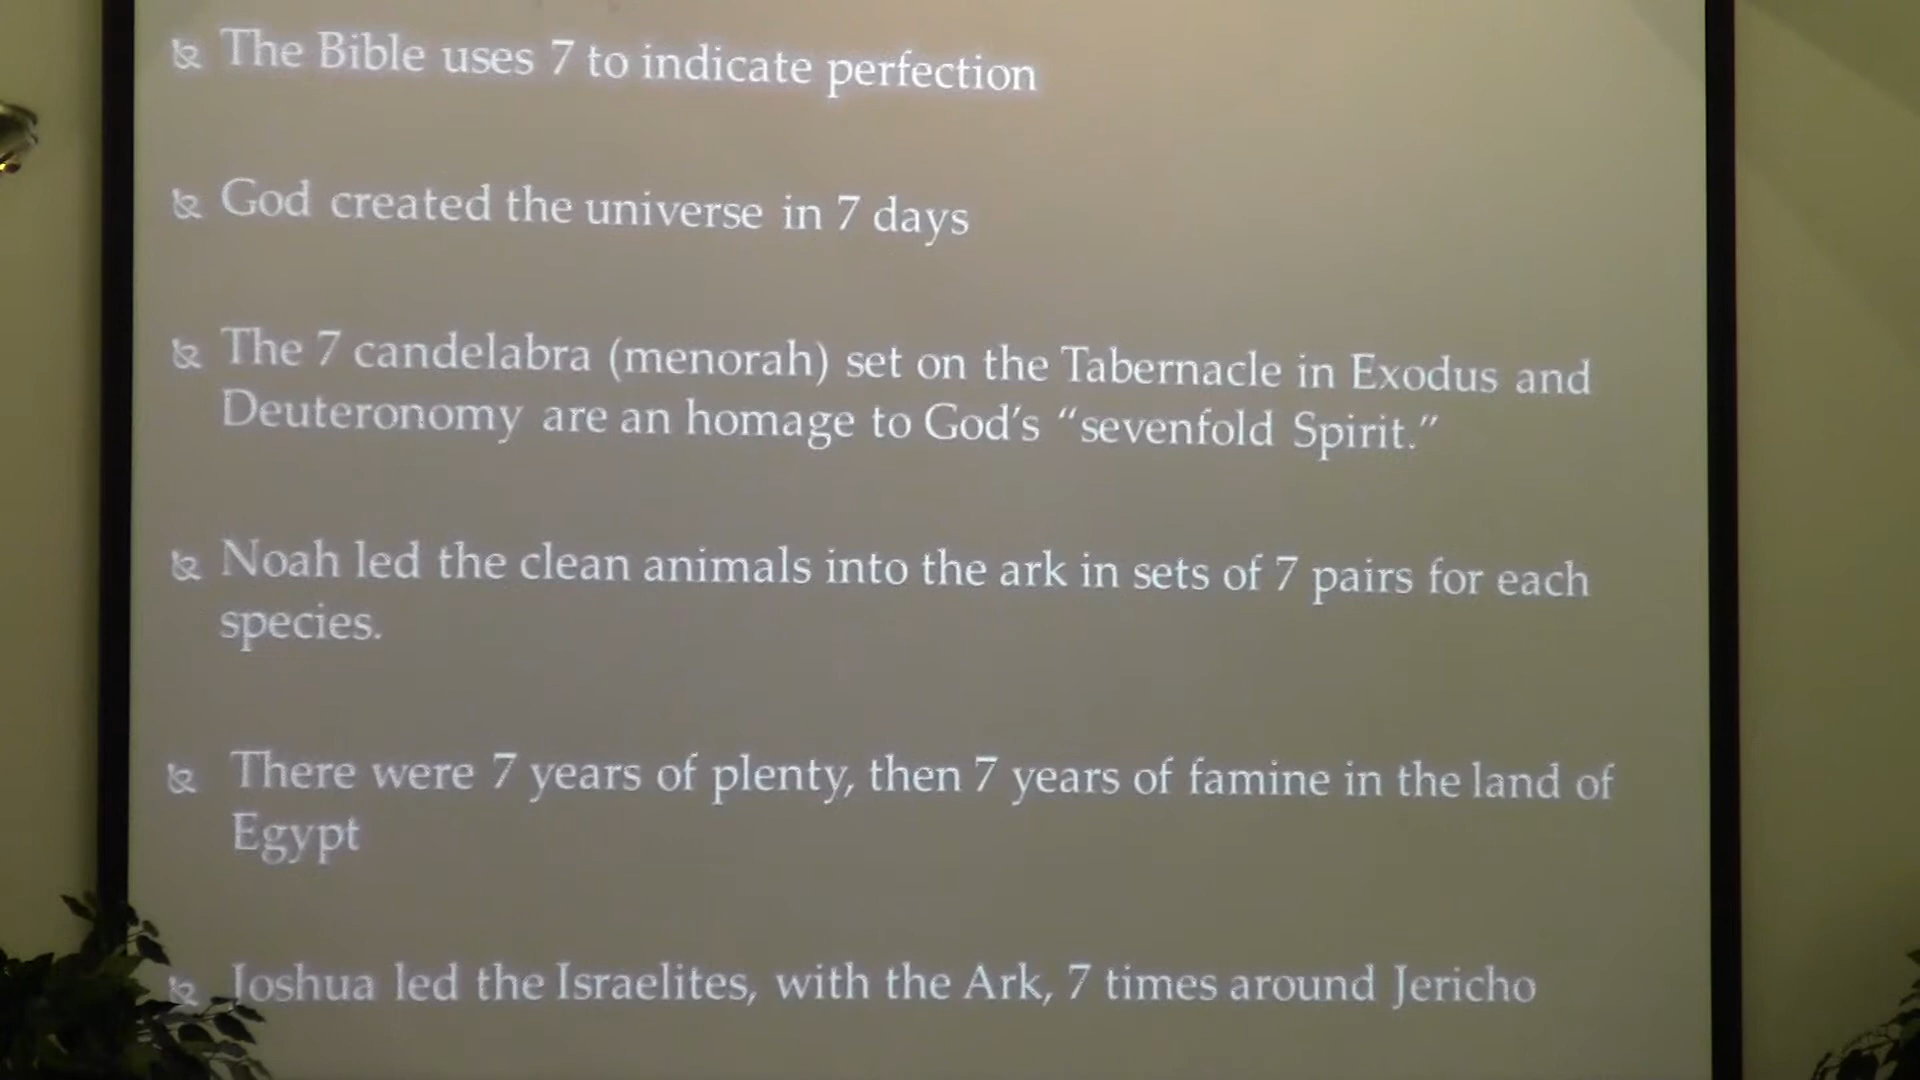 The Bible uses 7 to indicate perfection
God created the universe in 7 days
The 7 candelabra (menorah) set on the Tabernacle in Exodus and
Deuteronomy are an homage to God's “sevenfold Spirit.”
Noah led the clean animals into the ark in sets of 7 pairs for each
species.
There were 7 years of plenty, then 7 years of famine in the land of
Egypt
Joshua led the Israelites, with the Ark, 7 times around Jericho